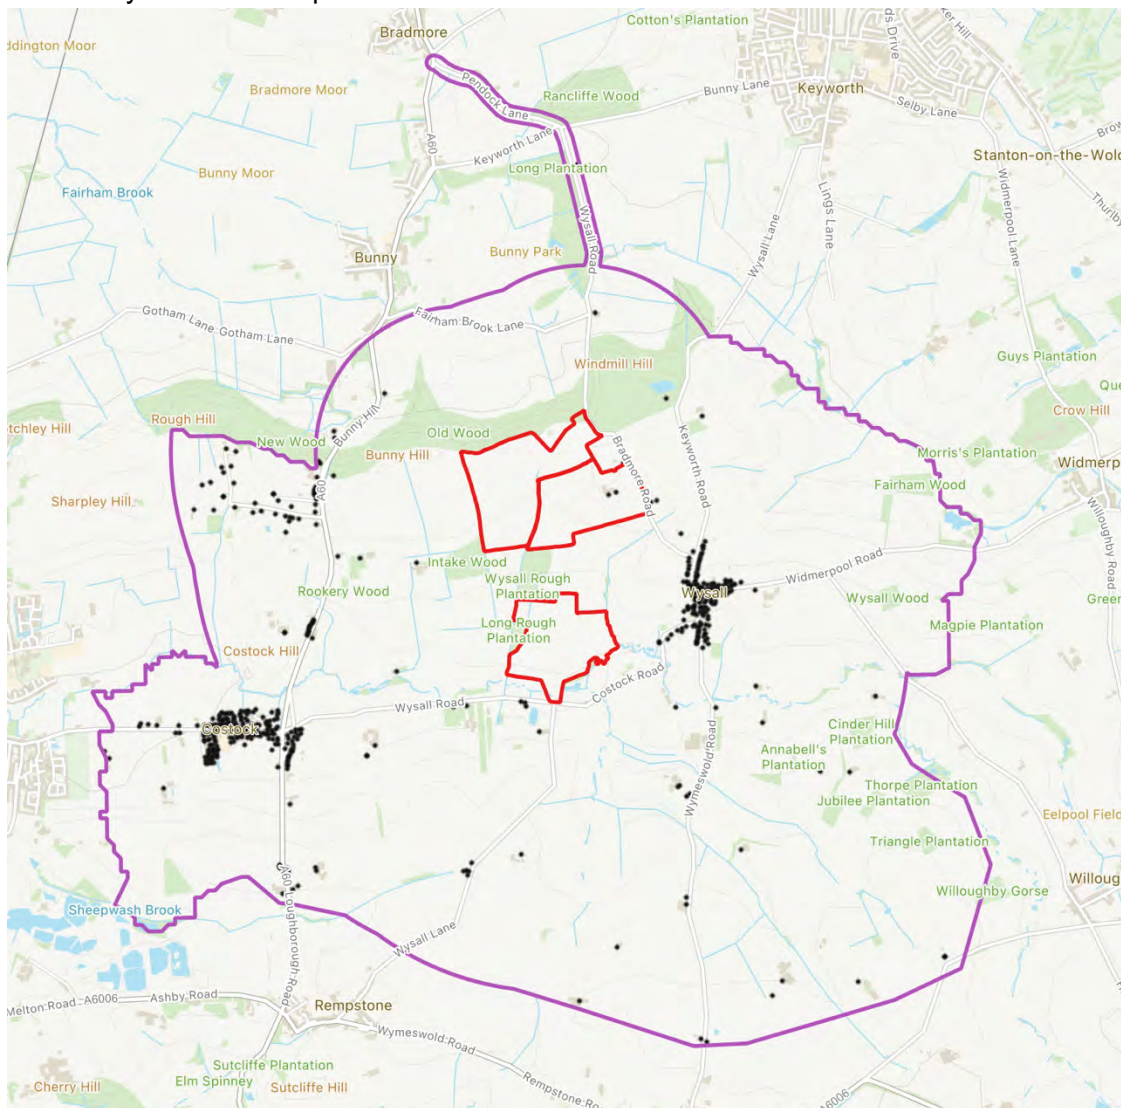 Bradmore
Cotton's Plantation
ddington Moor
Bradmore Moor
Pendock Lane
Rancliffe Wood
Bunny Lane
Keyworth
Selby Lane
A60
Keyworth Lane
Stanton-on-the-Wol
Bunny Moor
Long Plantation
Fairham Brook
Widmerpool Lane
Lings Lane
Wysall Road
Wysall Lane
Bunny
Bunny Park
Gotham Lane
Gotham Lane
Fairham Brook Lane
Windmill Hill
Guys Plantation
Rough Hill
tchley Hill
New Wood
Bunny Hill
Old Wood
Bunny Hill
Crow Hill
Bradmore Road
Keyworth Road
Morris's Plantation
Widmerp
Sharpley Hill
A60
Fairham Wood
Willoughby Road
Intake Wood
Widmerpool Road
Rookery Wood
Wysall Rough
Plantation
Wysall
Wysall Wood
Green
Long Rough
Plantation
Magpie Plantation
Costock Hill
Costock Road
Wysall Road
Costock
Wymeswold Road
Cinder Hill
Plantation
Annabell's
Plantation
Thorpe Plantation
Jubilee Plantation
Eelpool Field
Triangle Plantation
A60
Loughborough Road
Willoughby Gorse
Willoug
Sheepwash Brook
Wysall Lane
Melton Road
A6006
Ashby Road
Rempstone
Wymeswold Road
Sutcliffe Plantation
Elm Spinney
Cherry Hill
Sutcliffe Hill
Rempstone Ro
A6006